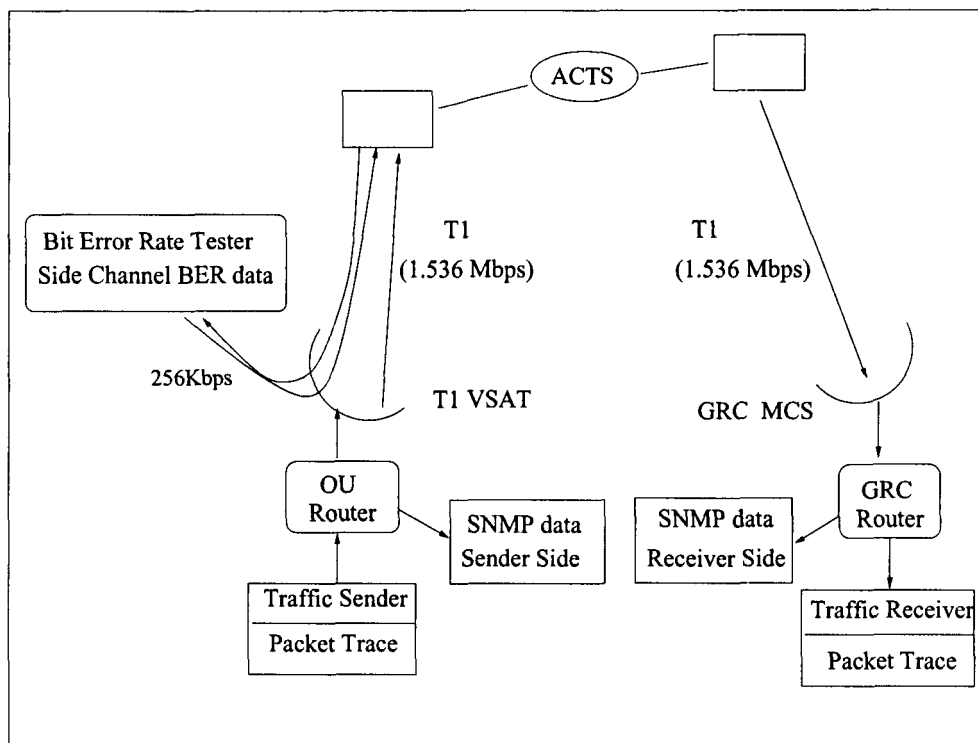 ACTS
Bit Error Rate Tester
Side Channel BER data
T1
(1.536 Mbps)
T1
(1.536 Mbps)
256Kbps
T1 VSAT
GRC MCS
OU
Router
SNMP data
Sender Side
SNMP data
Receiver Side
GRC
Router
Traffic Sender
Packet Trace
Traffic Receiver
Packet Trace